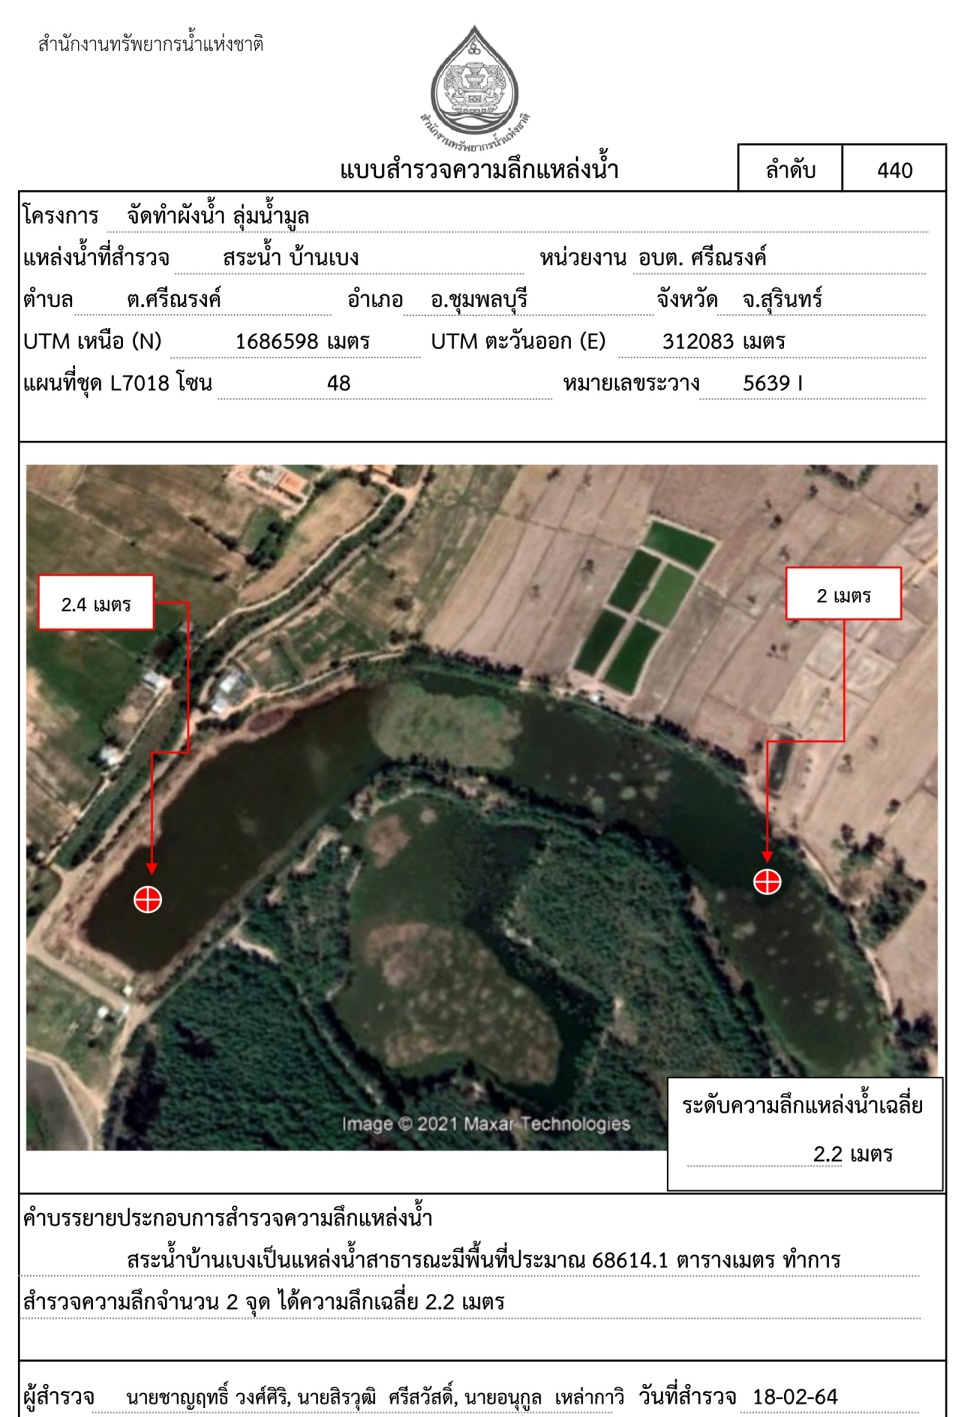 สำนักงานทรัพยากรน้ำแห่งชาติ
สำนักงานทรัพยากรน้ำแห่งชาติ
แบบสำรวจความลึกแหล่งน้ำ ลำดับ 440
โครงการ จัดทำผังน้ำ ลุ่มน้ำมูล
แหล่งน้ำที่สำรวจ สระน้ำ บ้านเบง หน่วยงาน อบต. ศรีณรงค์
ตำบล ต.ศรีณรงค์ อำเภอ อ.ชุมพลบุรี จังหวัด จ.สุรินทร์
UTM เหนือ (N) 1686598 เมตร UTM ตะวันออก (E) 312083 เมตร
แผนที่ชุด L7018 โซน 48 หมายเลขระวาง 5639 I
2.4 เมตร
2 เมตร
Image © 2021 Maxar Technologies
ระดับความลึกแหล่งน้ำเฉลี่ย
2.2 เมตร
คำบรรยายประกอบการสำรวจความลึกแหล่งน้ำ
สระน้ำบ้านเบงเป็นแหล่งน้ำสาธารณะมีพื้นที่ประมาณ 68614.1 ตารางเมตร ทำการ
สำรวจความลึกจำนวน 2 จุด ได้ความลึกเฉลี่ย 2.2 เมตร
ผู้สำรวจ นายชาญฤทธิ์ วงศ์ศิริ, นายสิรวุฒิ ศรีสวัสดิ์, นายอนุกูล เหล่ากาวิ วันที่สำรวจ 18-02-64